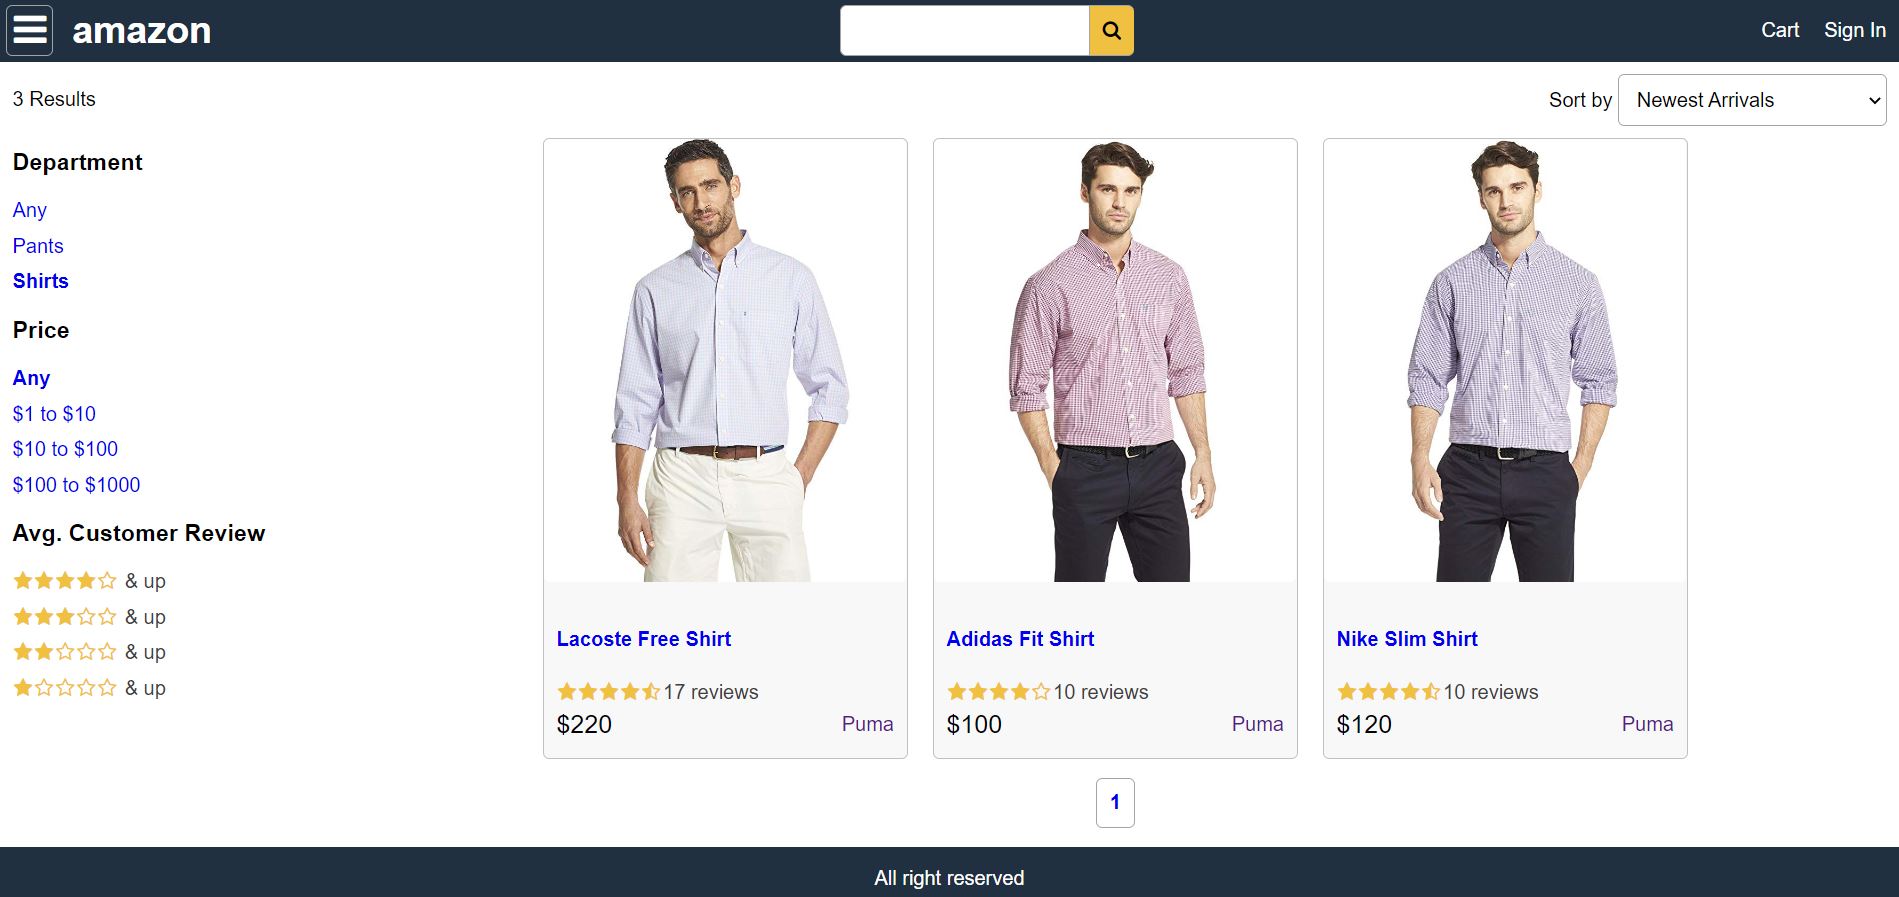 amazon
Cart
Sign In
3 Results
Sort by
Newest Arrivals
Department
Any
Pants
Shirts
Price
Any
$1 to $10
$10 to $100
$100 to $1000
Avg. Customer Review
& up
& up
& up
& up
Lacoste Free Shirt
17 reviews
$220
Puma
Adidas Fit Shirt
10 reviews
$100
Puma
Nike Slim Shirt
10 reviews
$120
Puma
1
All right reserved